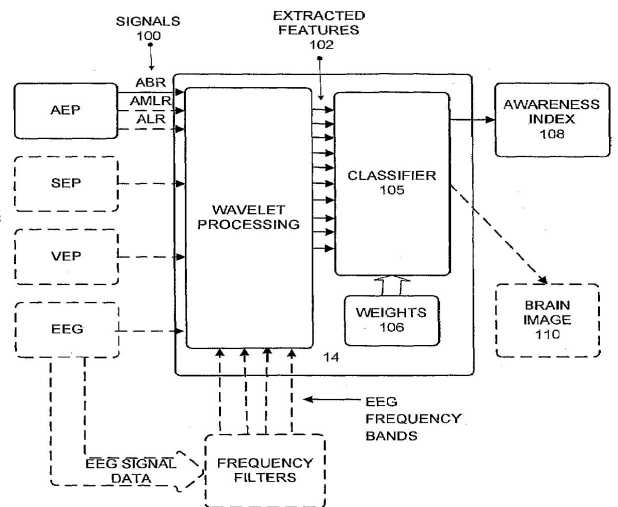 SIGNALS
100
EXTRACTED
FEATURES
102
AEP
ABR
AMLR
ALR
SEP
VEP
EEG
WAVELET
PROCESSING
CLASSIFIER
105
WEIGHTS
106
14
AWARENESS
INDEX
108
BRAIN
IMAGE
110
EEG
FREQUENCY
BANDS
EEG SIGNAL
DATA
FREQUENCY
FILTERS